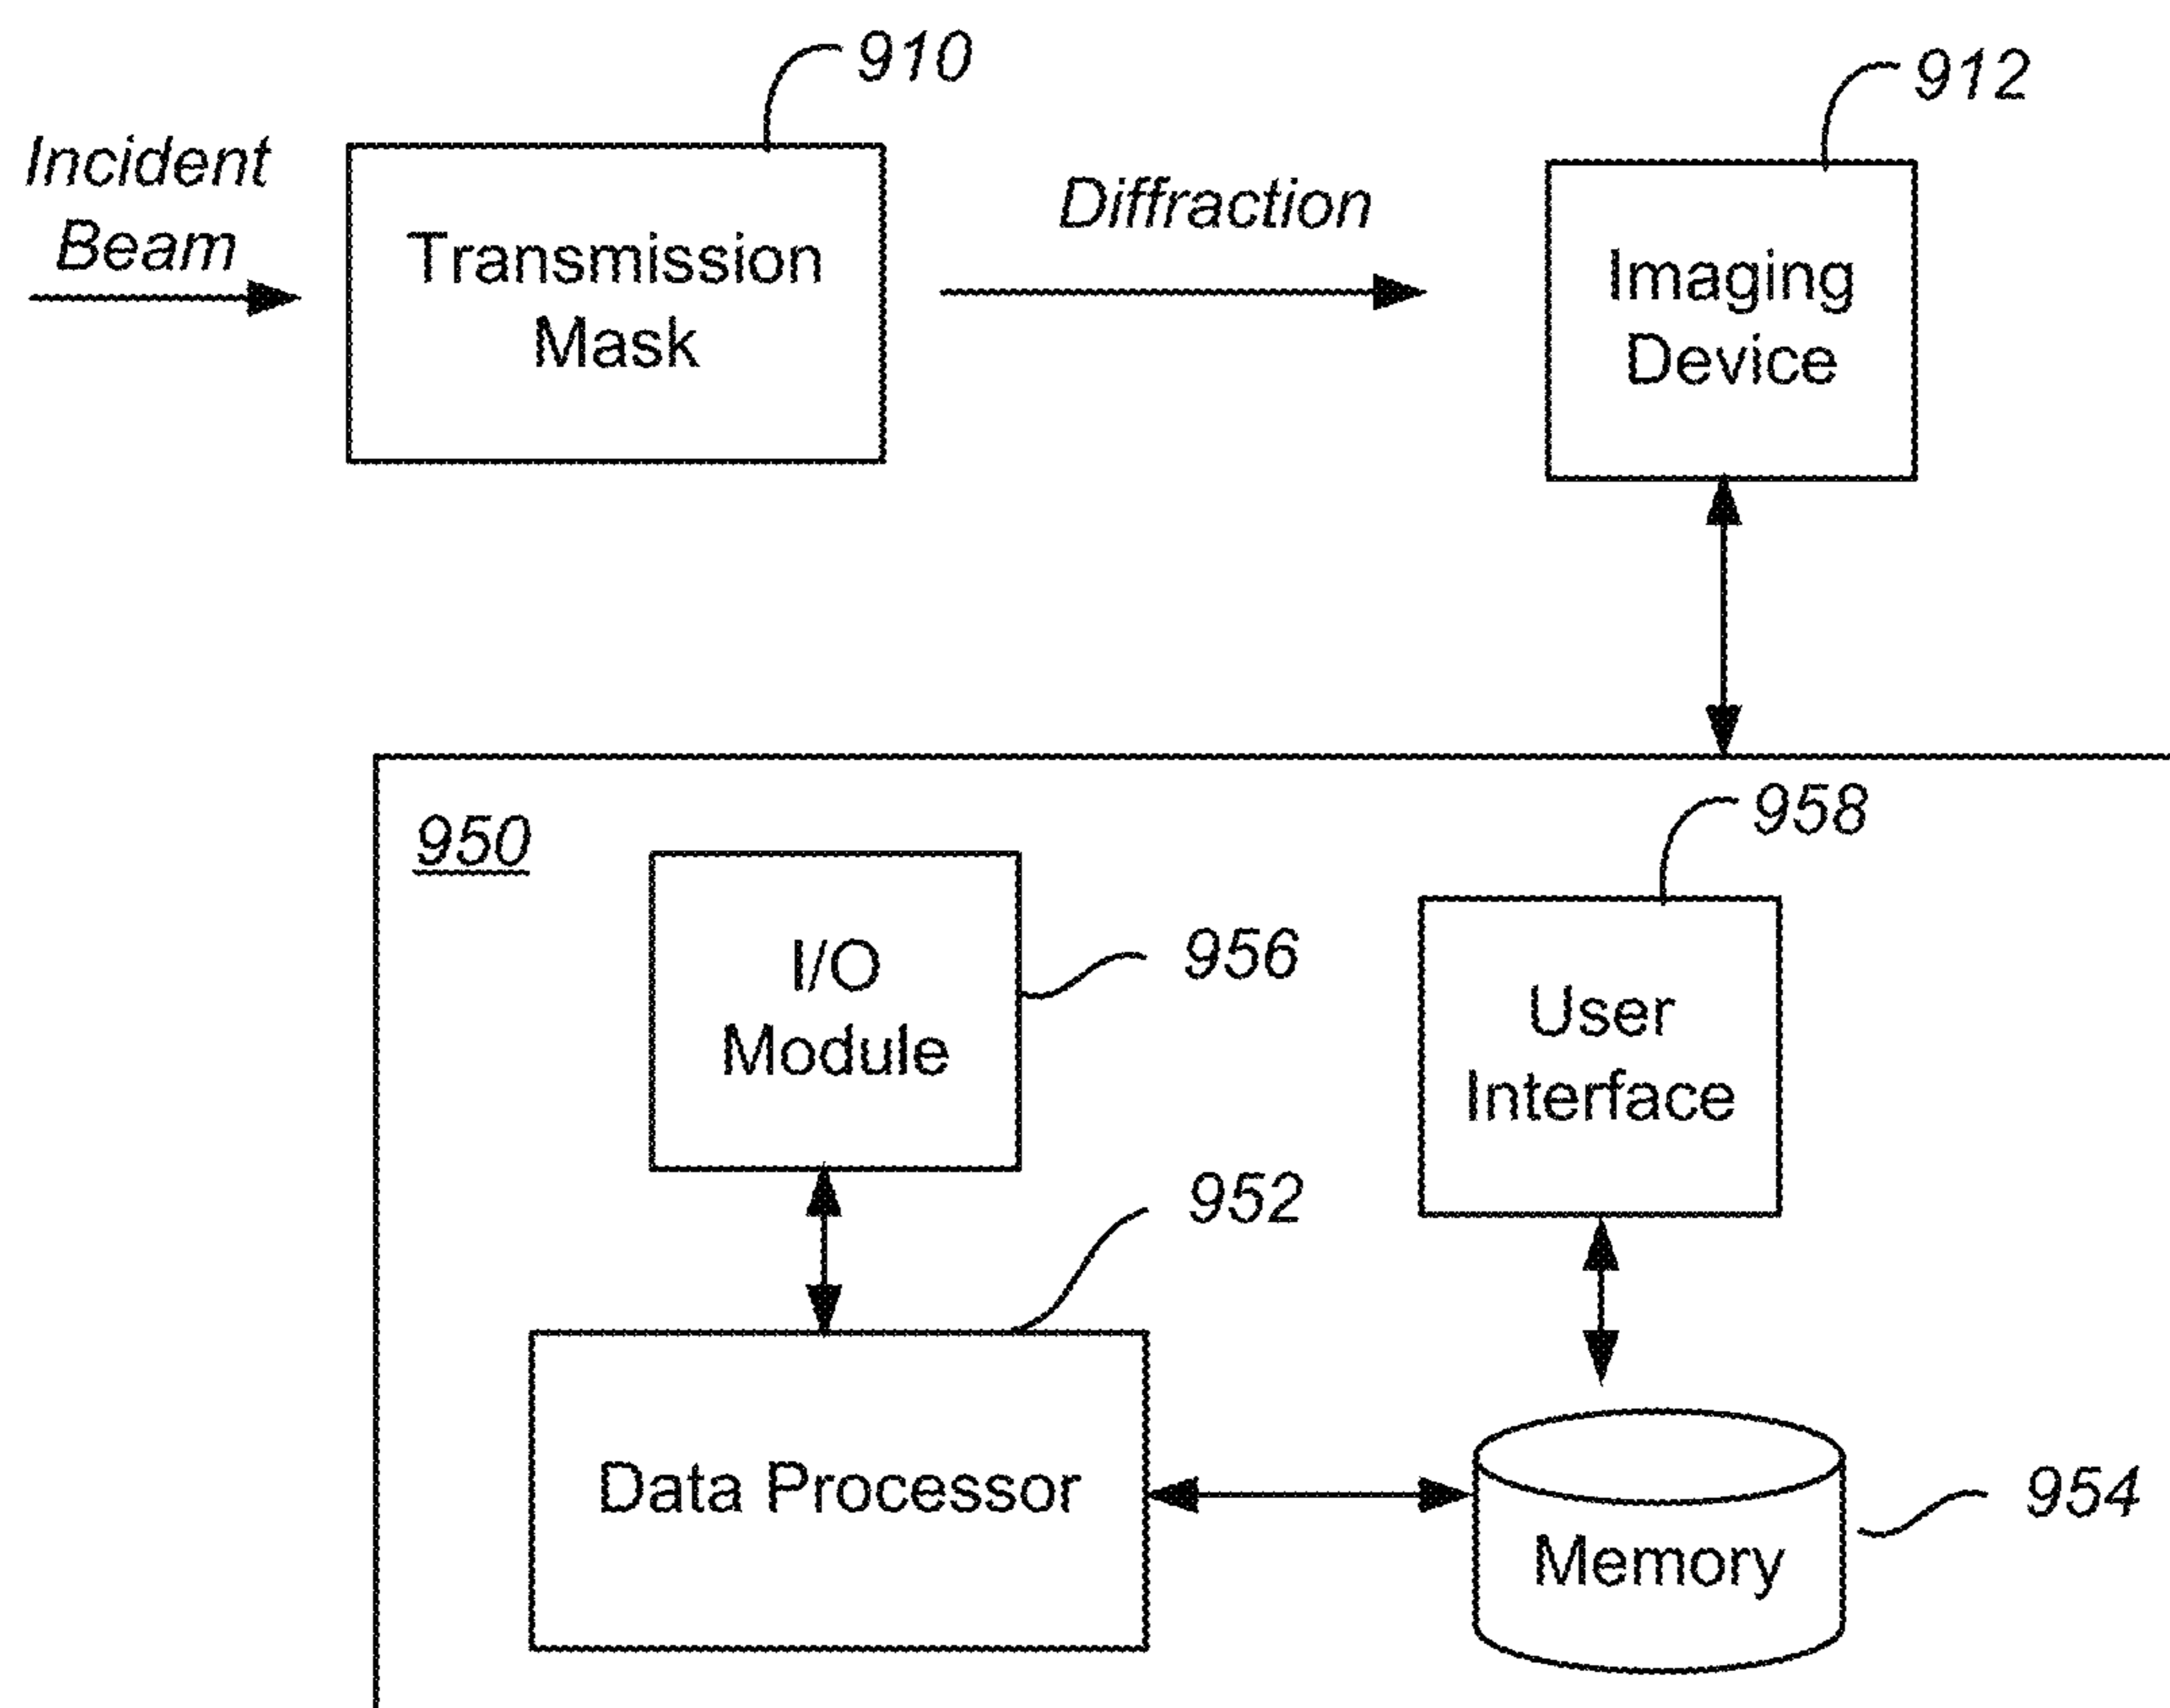 910
912
Incident
Beam
Transmission
Mask
Diffraction
Imaging
Device
950
958
I/O
Module
956
User
Interface
952
Data Processor
Memory
954